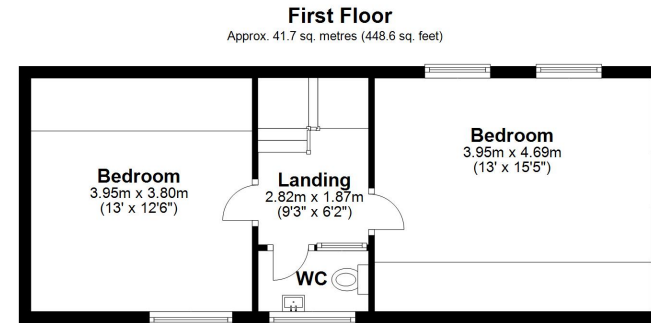 First Floor
Approx. 41.7 sq. metres (448.6 sq. feet)
Bedroom
3.95m x 3.80m
(13' x 12'6")
Landing
2.82m x 1.87m
(9'3" x 6'2")
Bedroom
3.95m x 4.69m
(13' x 15'5")
WC